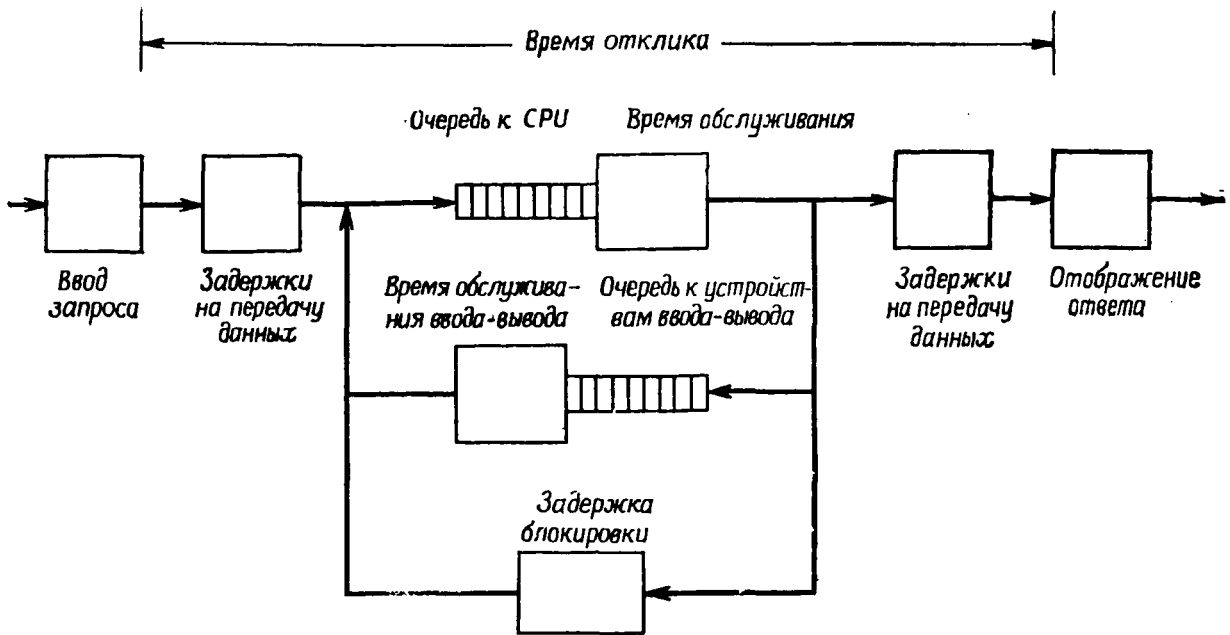 Время отклика
Очередь к CPU
Время обслуживания
Ввод
запроса
Задержки
на передачу
данных
Время обслужива-
ния ввода-вывода
Очередь к устройст-
вам ввода-вывода
Задержки
на передачу
данных
Отображение
ответа
Задержка
блокировки